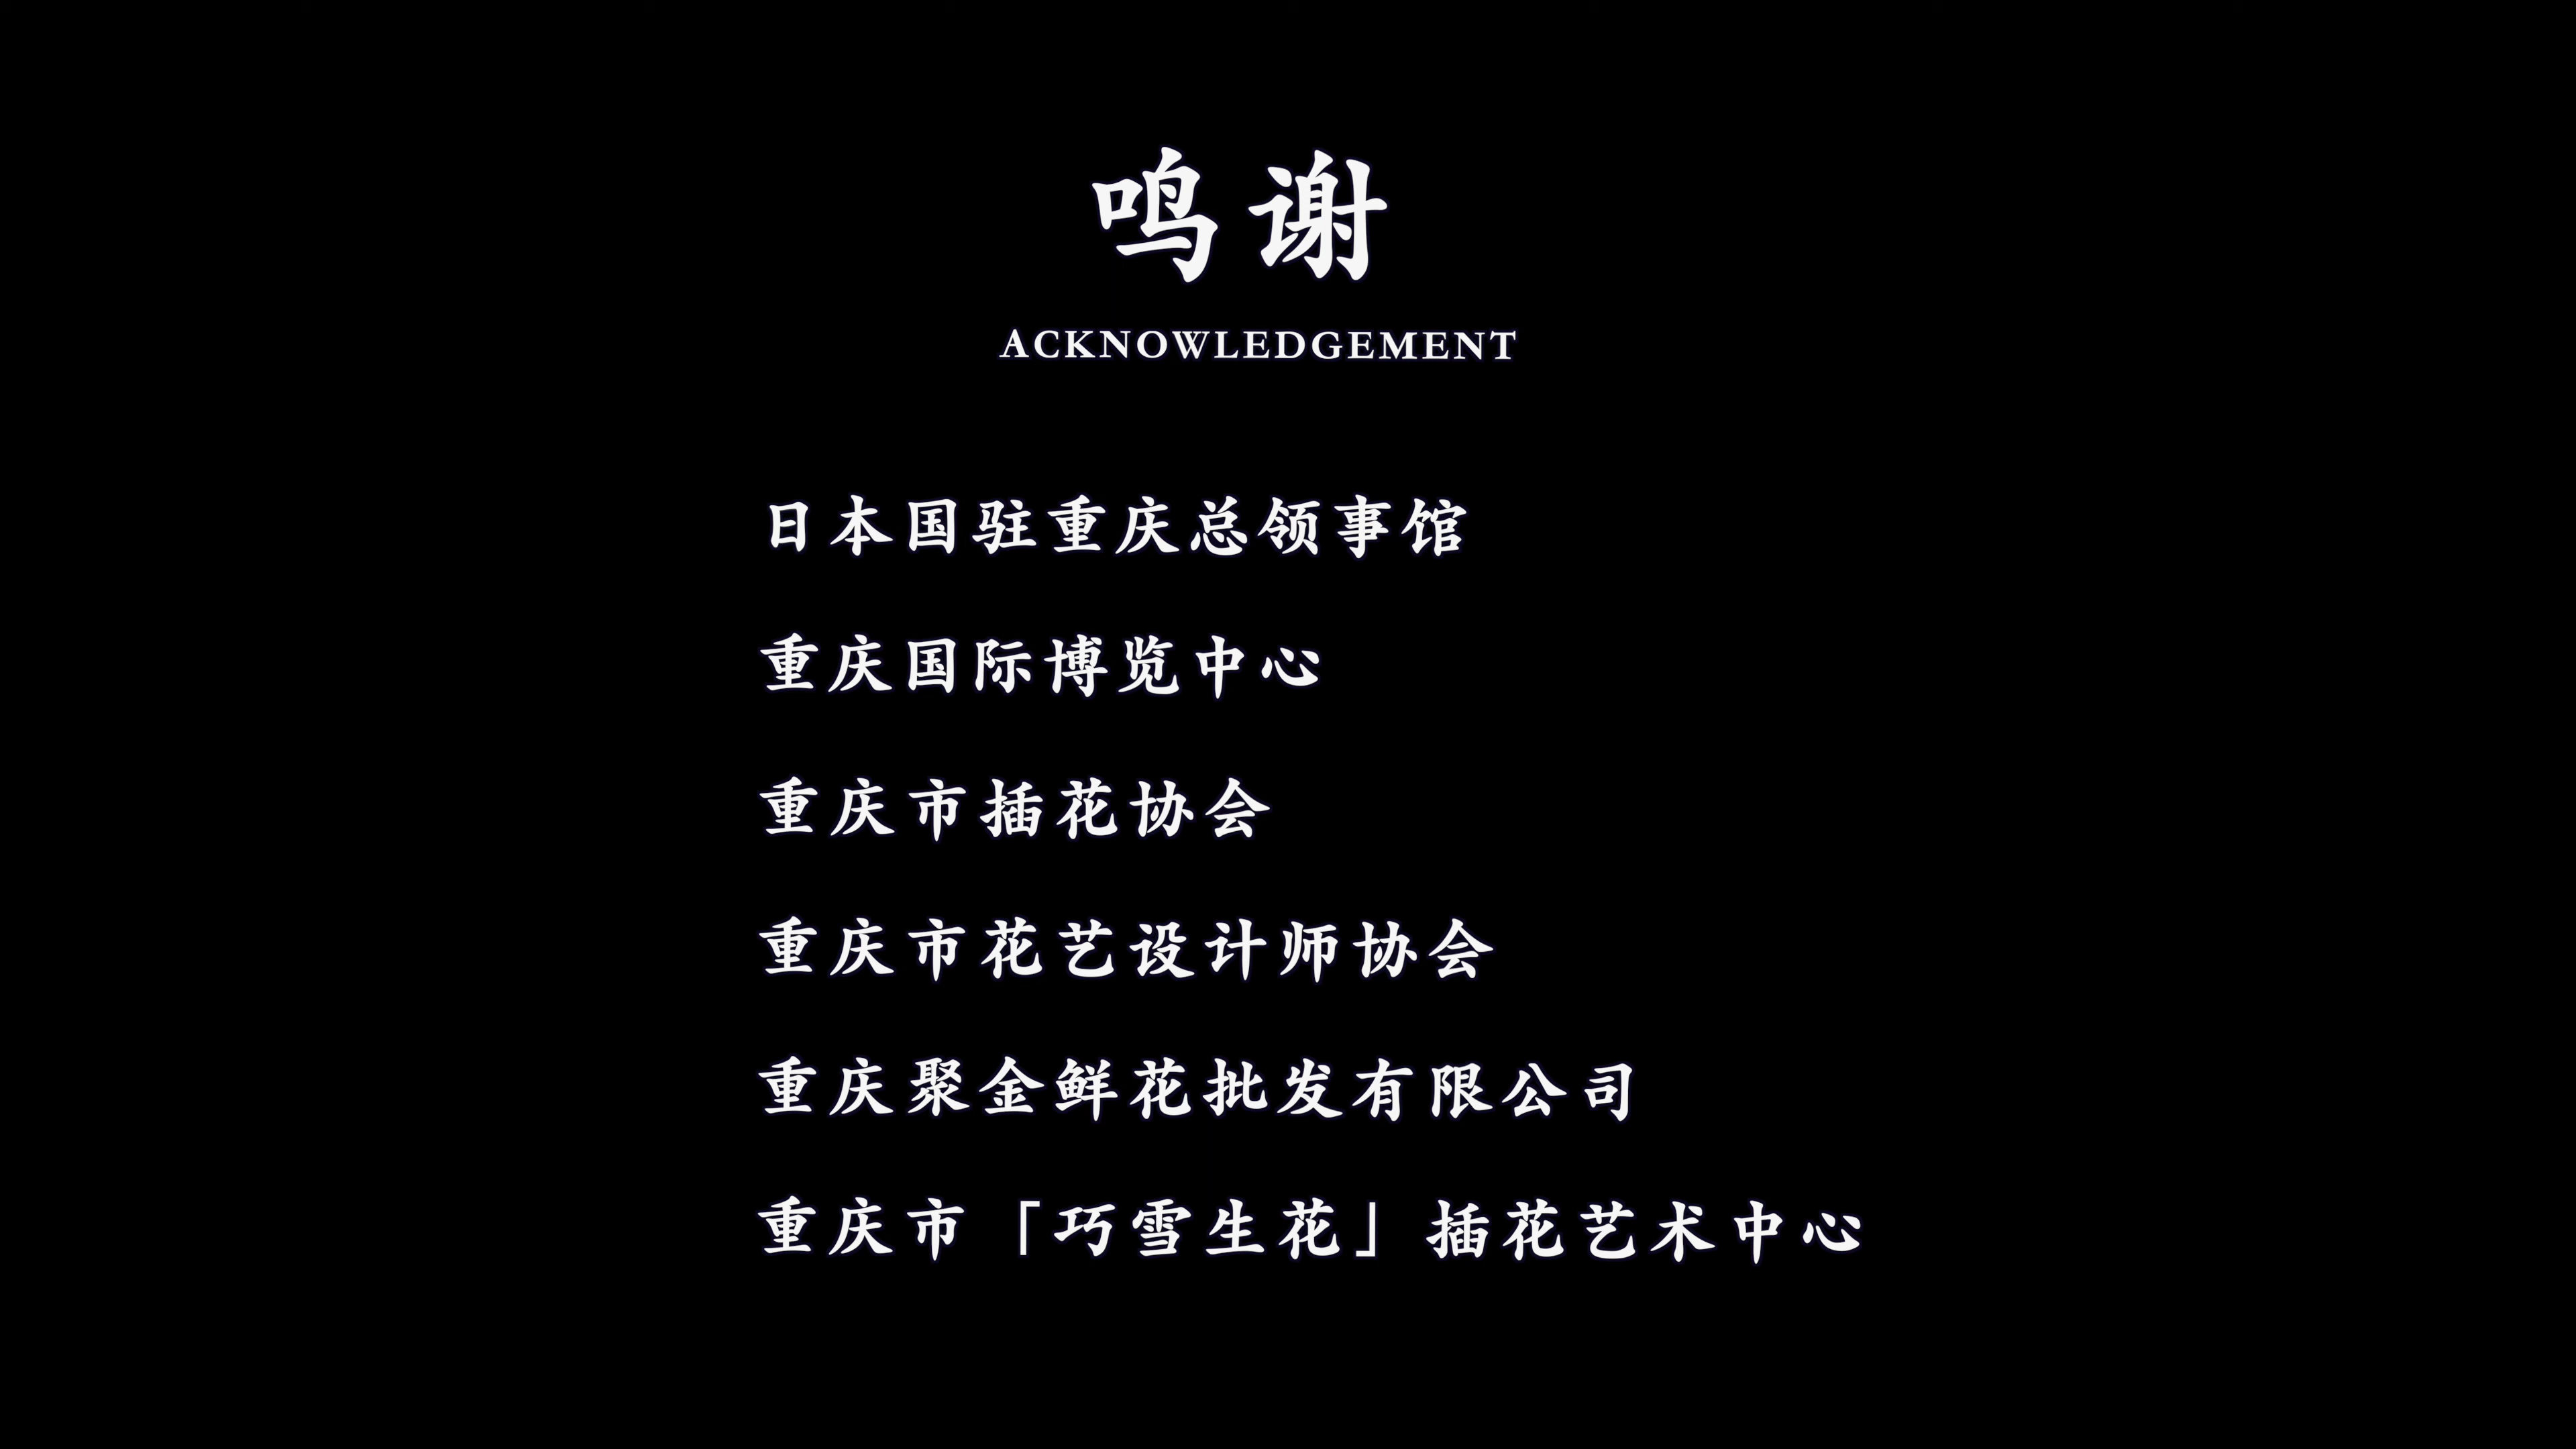 鸣谢
ACKNOWLEDGEMENT
日本国驻重庆总领事馆
重庆国际博览中心
重庆市插花协会
重庆市花艺设计师协会
重庆聚金鲜花批发有限公司
重庆市「巧雪生花」插花艺术中心